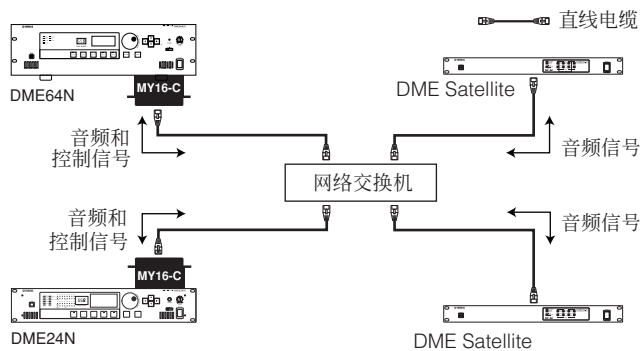 直线电缆
DME64N
MY16-C
DME Satellite
音频和
控制信号
音频信号
网络交换机
音频和
控制信号
音频信号
MY16-C
DME24N
DME Satellite